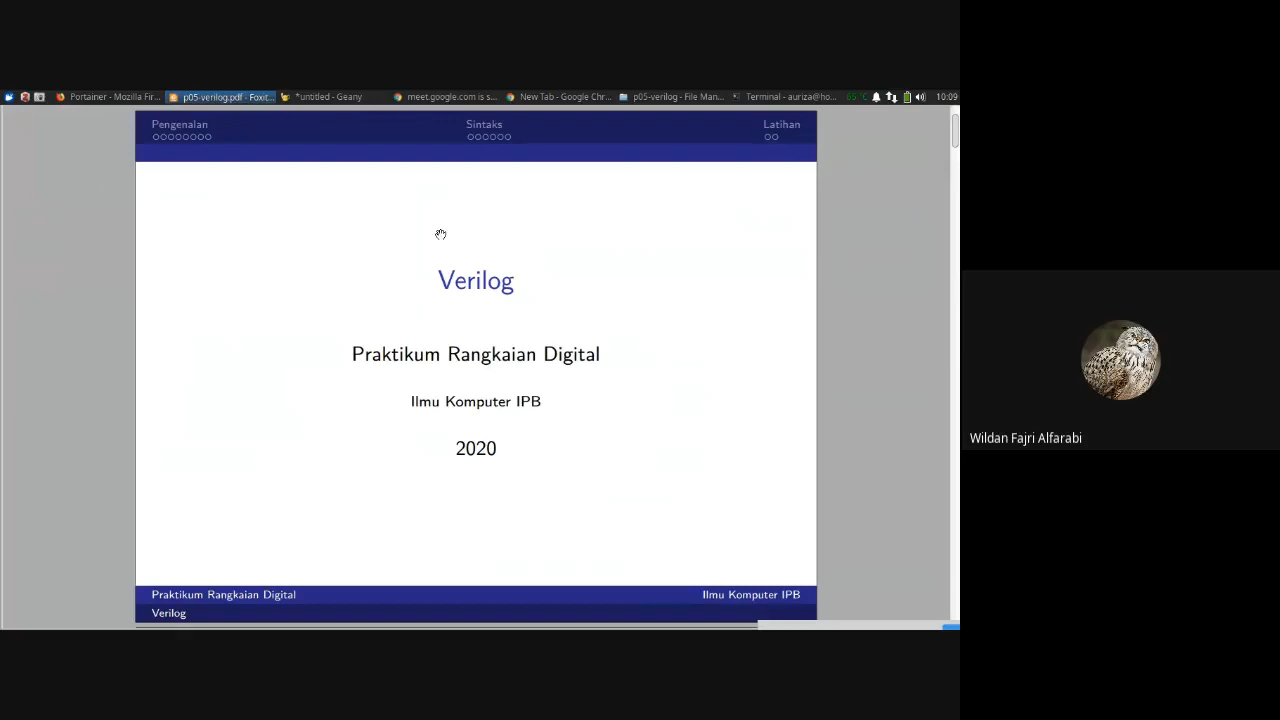 Portainer - Mozilla Fir... p05-verilog.pdf - Foxit... *untitled - Geany meet.google.com is s... New Tab - Google Chr... p05-verilog - File Man... Terminal - auriza@ho... 65°C 10:09
Pengenalan Sintaks Latihan
Verilog
Praktikum Rangkaian Digital
Ilmu Komputer IPB
2020
Wildan Fajri Alfarabi
Praktikum Rangkaian Digital Ilmu Komputer IPB
Verilog